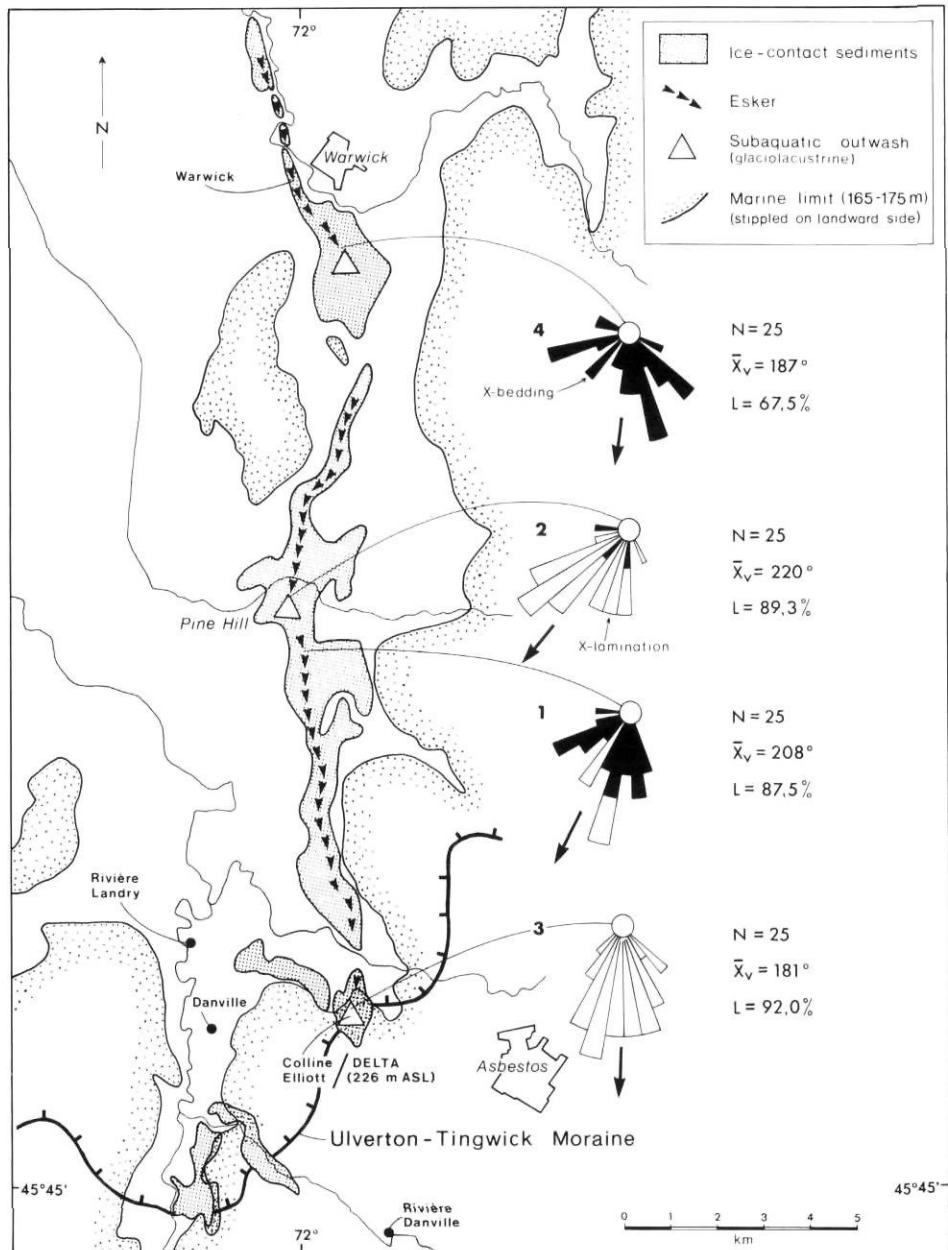 72°
N
Ice-contact sediments
Esker
Subaquatic outwash
(glaciolacustrine)
Marine limit (165-175m)
(stippled on landward side)
Warwick
Warwick
4
X-bedding
N = 25
X̄v = 187°
L = 67,5%
2
X-lamination
N = 25
X̄v = 220°
L = 89,3%
Pine Hill
1
N = 25
X̄v = 208°
L = 87,5%
Rivière
Landry
3
N = 25
X̄v = 181°
L = 92,0%
Danville
Colline
Elliott
DELTA
(226 m ASL)
Asbestos
Ulverton-Tingwick Moraine
45°45'
45°45'
72°
Rivière
Danville
0 1 2 3 4 5
km